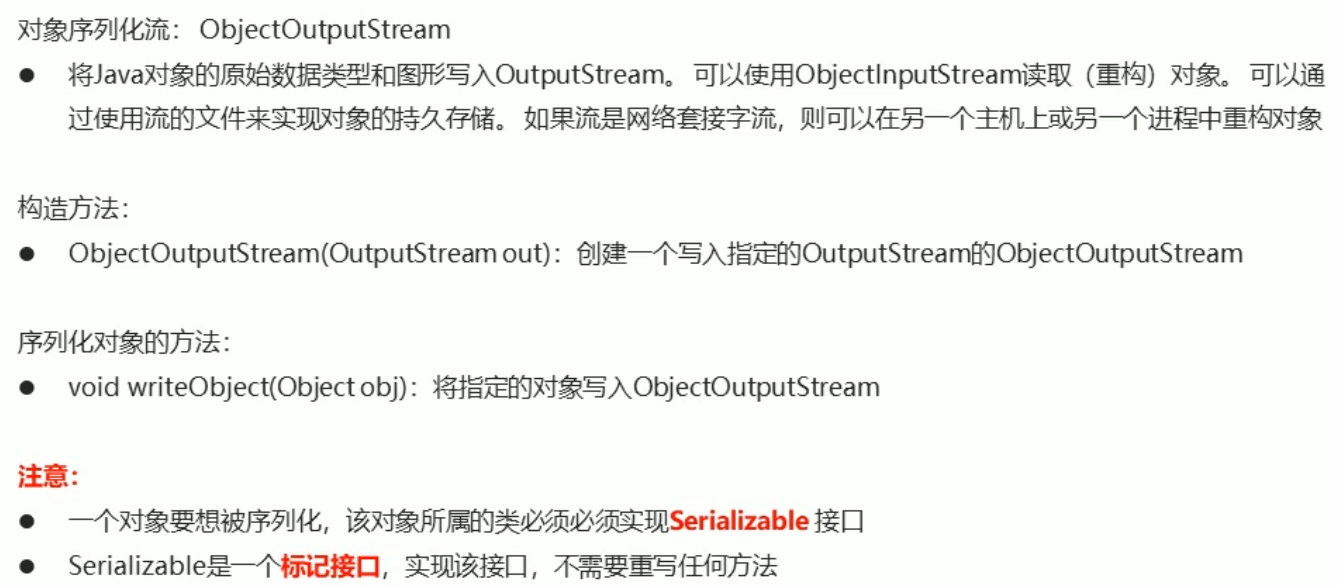 对象序列化流： ObjectOutputStream
● 将Java对象的原始数据类型和图形写入OutputStream。 可以使用ObjectInputStream读取（重构）对象。 可以通
过使用流的文件来实现对象的持久存储。 如果流是网络套接字流，则可以在另一个主机上或另一个进程中重构对象
构造方法：
● ObjectOutputStream(OutputStream out)：创建一个写入指定的OutputStream的ObjectOutputStream
序列化对象的方法：
● void writeObject(Object obj)：将指定的对象写入ObjectOutputStream
注意：
● 一个对象要想被序列化，该对象所属的类必须必须实现Serializable 接口
● Serializable是一个标记接口，实现该接口，不需要重写任何方法